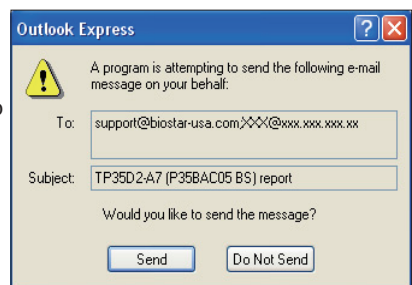 Outlook Express
A program is attempting to send the following e-mail
message on your behalf:
To: support@biostar-usa.com;XXX@xxx.xxx.xxx.xx
Subject: TP35D2-A7 (P35BAC05 BS) report
Would you like to send the message?
Send Do Not Send